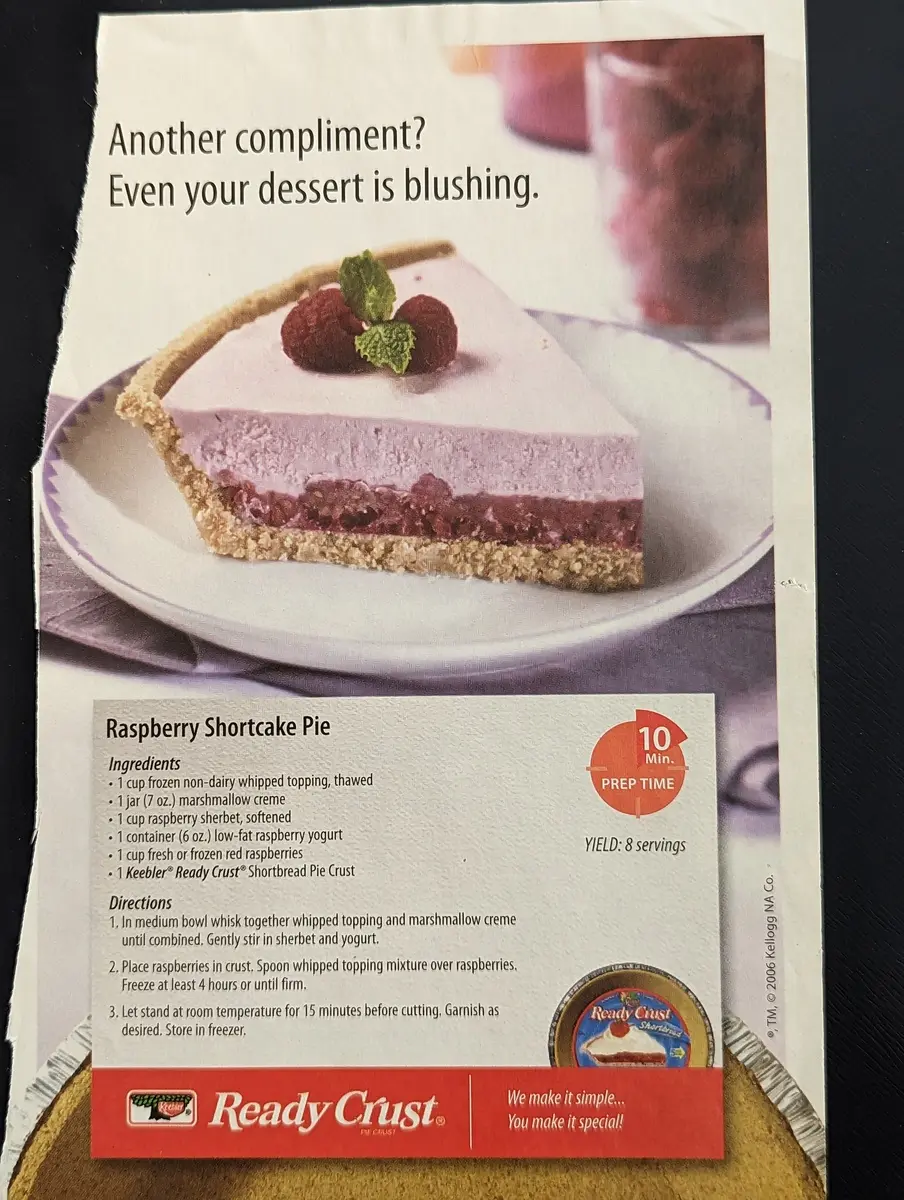 Another compliment?
Even your dessert is blushing.
Raspberry Shortcake Pie
Ingredients
• 1 cup frozen non-dairy whipped topping, thawed
• 1 jar (7 oz.) marshmallow creme
• 1 cup raspberry sherbet, softened
• 1 container (6 oz.) low-fat raspberry yogurt
• 1 cup fresh or frozen red raspberries
• 1 Keebler® Ready Crust® Shortbread Pie Crust
10
Min.
PREP TIME
YIELD: 8 servings
Directions
1. In medium bowl whisk together whipped topping and marshmallow creme
until combined. Gently stir in sherbet and yogurt.
2. Place raspberries in crust. Spoon whipped topping mixture over raspberries.
Freeze at least 4 hours or until firm.
3. Let stand at room temperature for 15 minutes before cutting. Garnish as
desired. Store in freezer.
Ready Crust
Shortbread
Keebler®
Ready Crust®
PIE CRUST
We make it simple...
You make it special!
®, TM, © 2006 Kellogg NA Co.